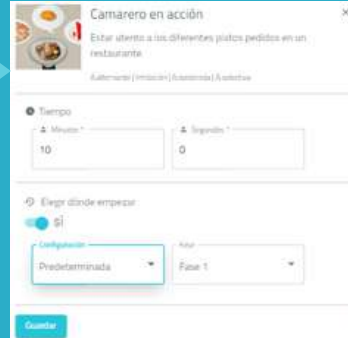 Camarero en acción
×
Estar atento a los diferentes platos pedidos en un
restaurante.
Tiempo
Minutos *
10
Segundos *
0
Elegir dónde empezar
SÍ
Configuración
Predeterminada
Fase 1
Guardar